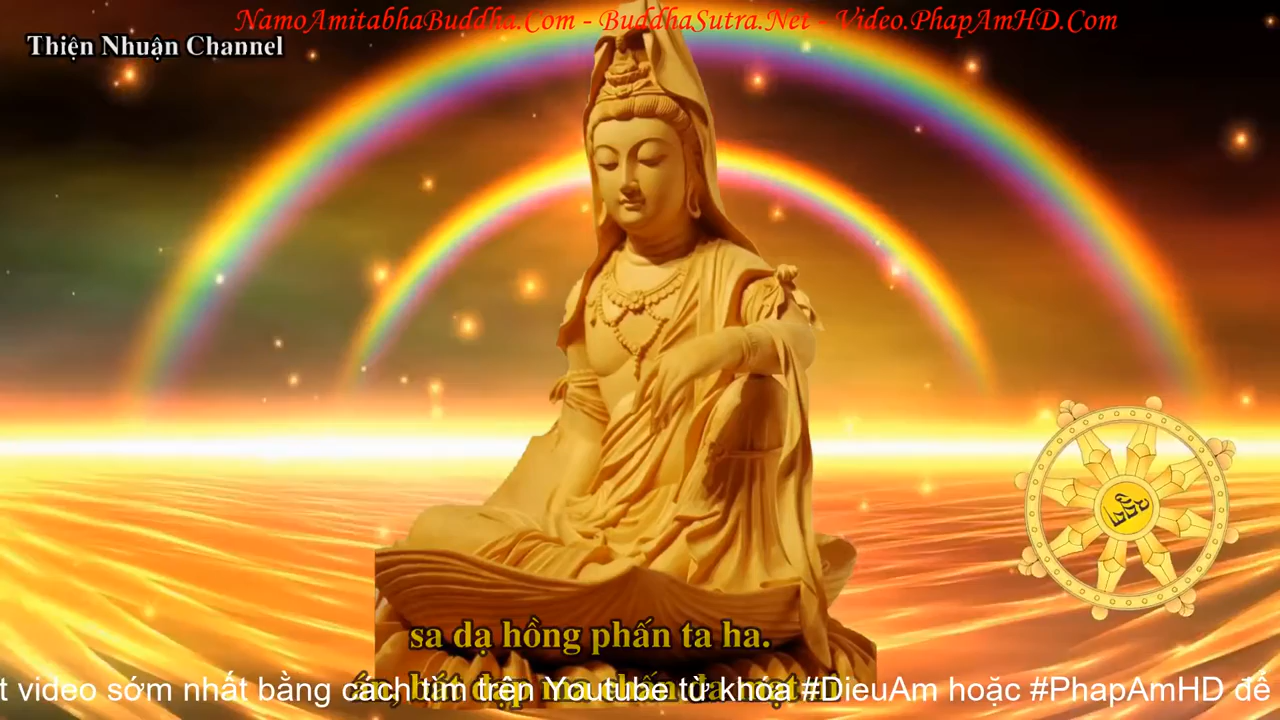 NamoAmitabhaBuddha.Com - BuddhaSutra.Net - Video.PhapAmHD.Com
Thiện Nhuận Channel
sa dạ hồng phấn ta ha.
t video sớm nhất bằng cách tìm trên Youtube từ khóa #DieuAm hoặc #PhapAmHD để